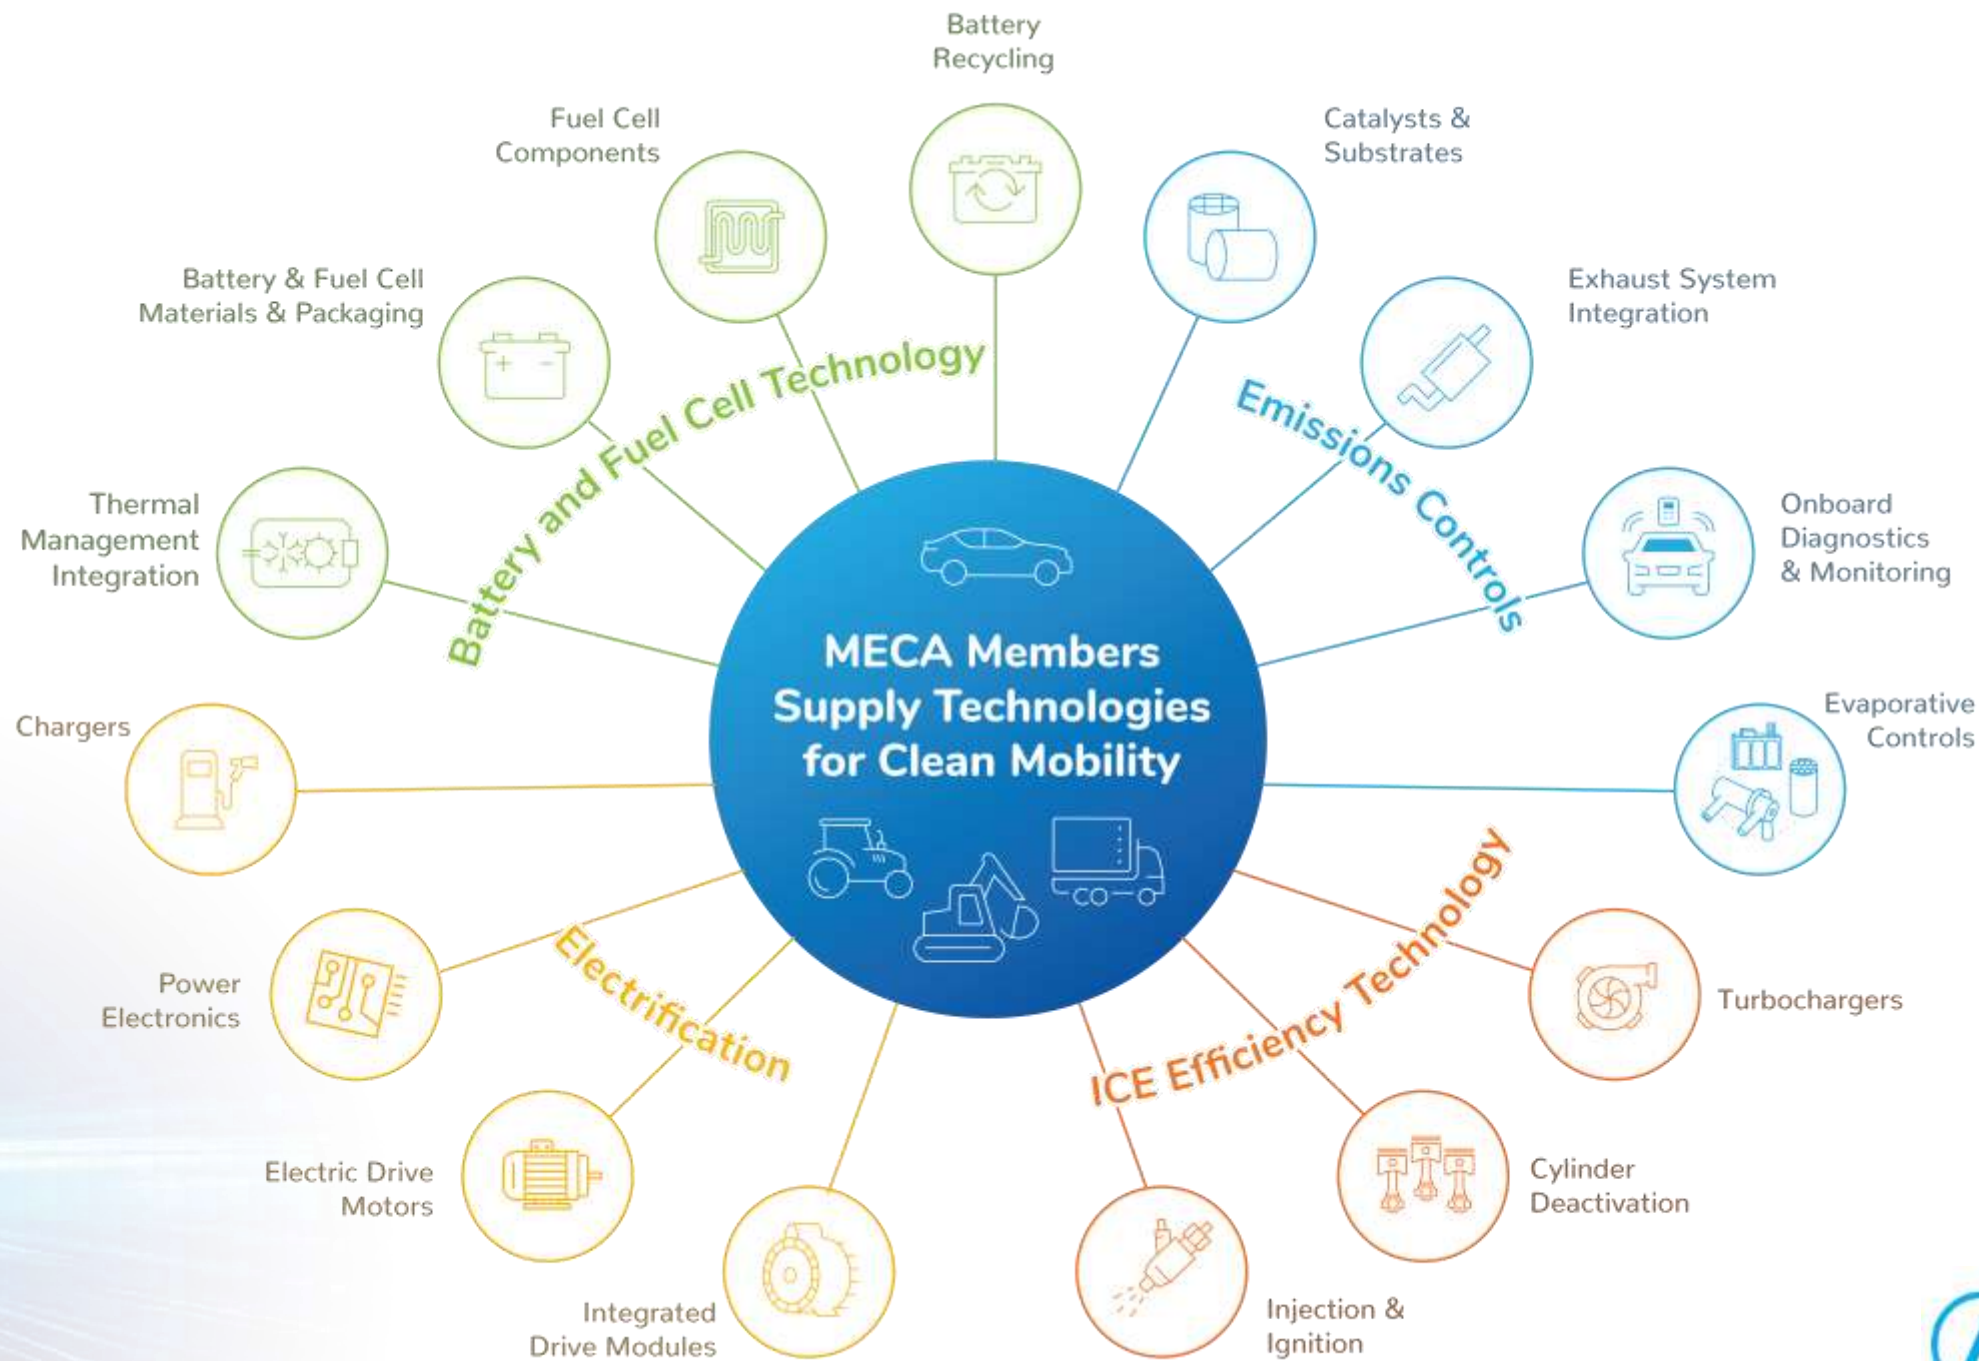 Battery
Recycling
Fuel Cell
Components
Catalysts &
Substrates
Battery & Fuel Cell
Materials & Packaging
Exhaust System
Integration
Battery and Fuel Cell Technology
Emissions Controls
Thermal
Management
Integration
Onboard
Diagnostics
& Monitoring
MECA Members
Supply Technologies
for Clean Mobility
Chargers
Evaporative
Controls
Power
Electronics
Electrification
ICE Efficiency Technology
Turbochargers
Electric Drive
Motors
Cylinder
Deactivation
Integrated
Drive Modules
Injection &
Ignition